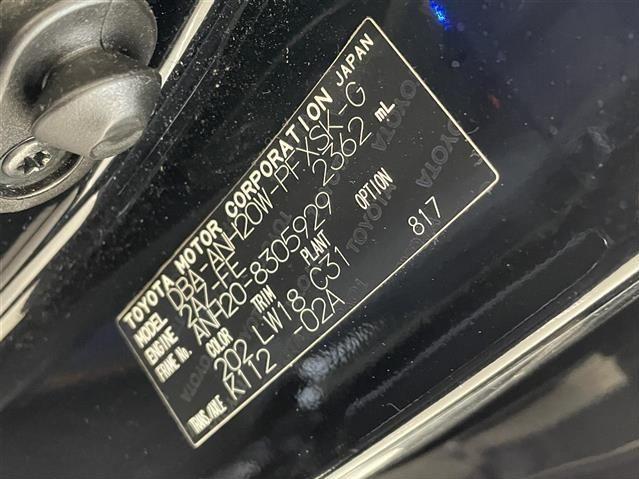 TOYOTA MOTOR CORPORATION JAPAN
MODEL DBA-ANH20W-PFXSK-G
ENGINE 2AZ-FE 2362 mL
FRAME No. ANH20-8305929
COLOR TRIM PLANT OPTION
202 LW18 C31 817
TRANS/AXLE K112 -02A